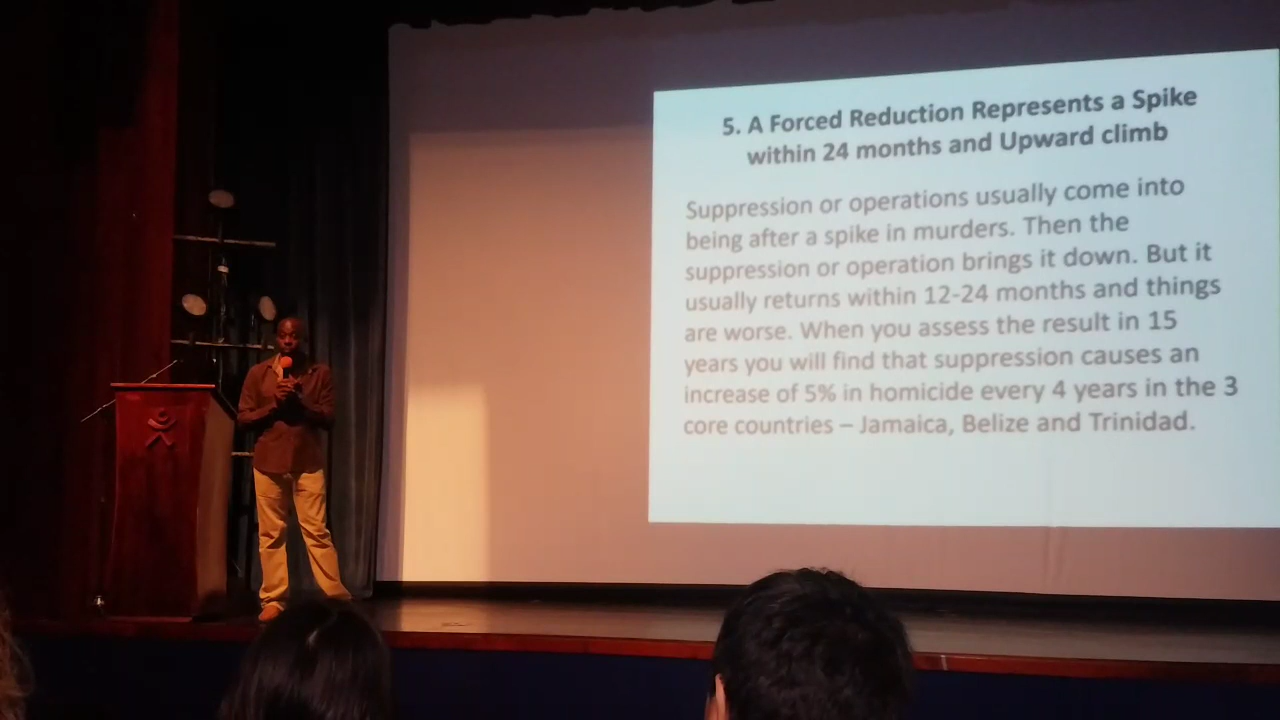 5. A Forced Reduction Represents a Spike
within 24 months and Upward climb
Suppression or operations usually come into
being after a spike in murders. Then the
suppression or operation brings it down. But it
usually returns within 12-24 months and things
are worse. When you assess the result in 15
years you will find that suppression causes an
increase of 5% in homicide every 4 years in the 3
core countries – Jamaica, Belize and Trinidad.